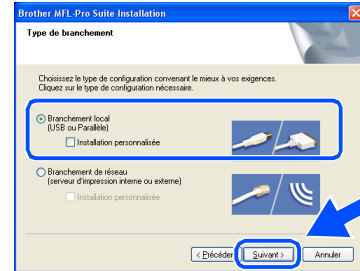 Brother MFL-Pro Suite Installation
Type de branchement
Choisissez le type de configuration convenant le mieux à vos exigences.
Cliquez sur le type de configuration nécessaire.
Branchement local
(USB ou Parallèle)
Installation personnalisée
Branchement de réseau
(serveur d'impression interne ou externe)
Installation personnalisée
< Précéder
Suivant >
Annuler